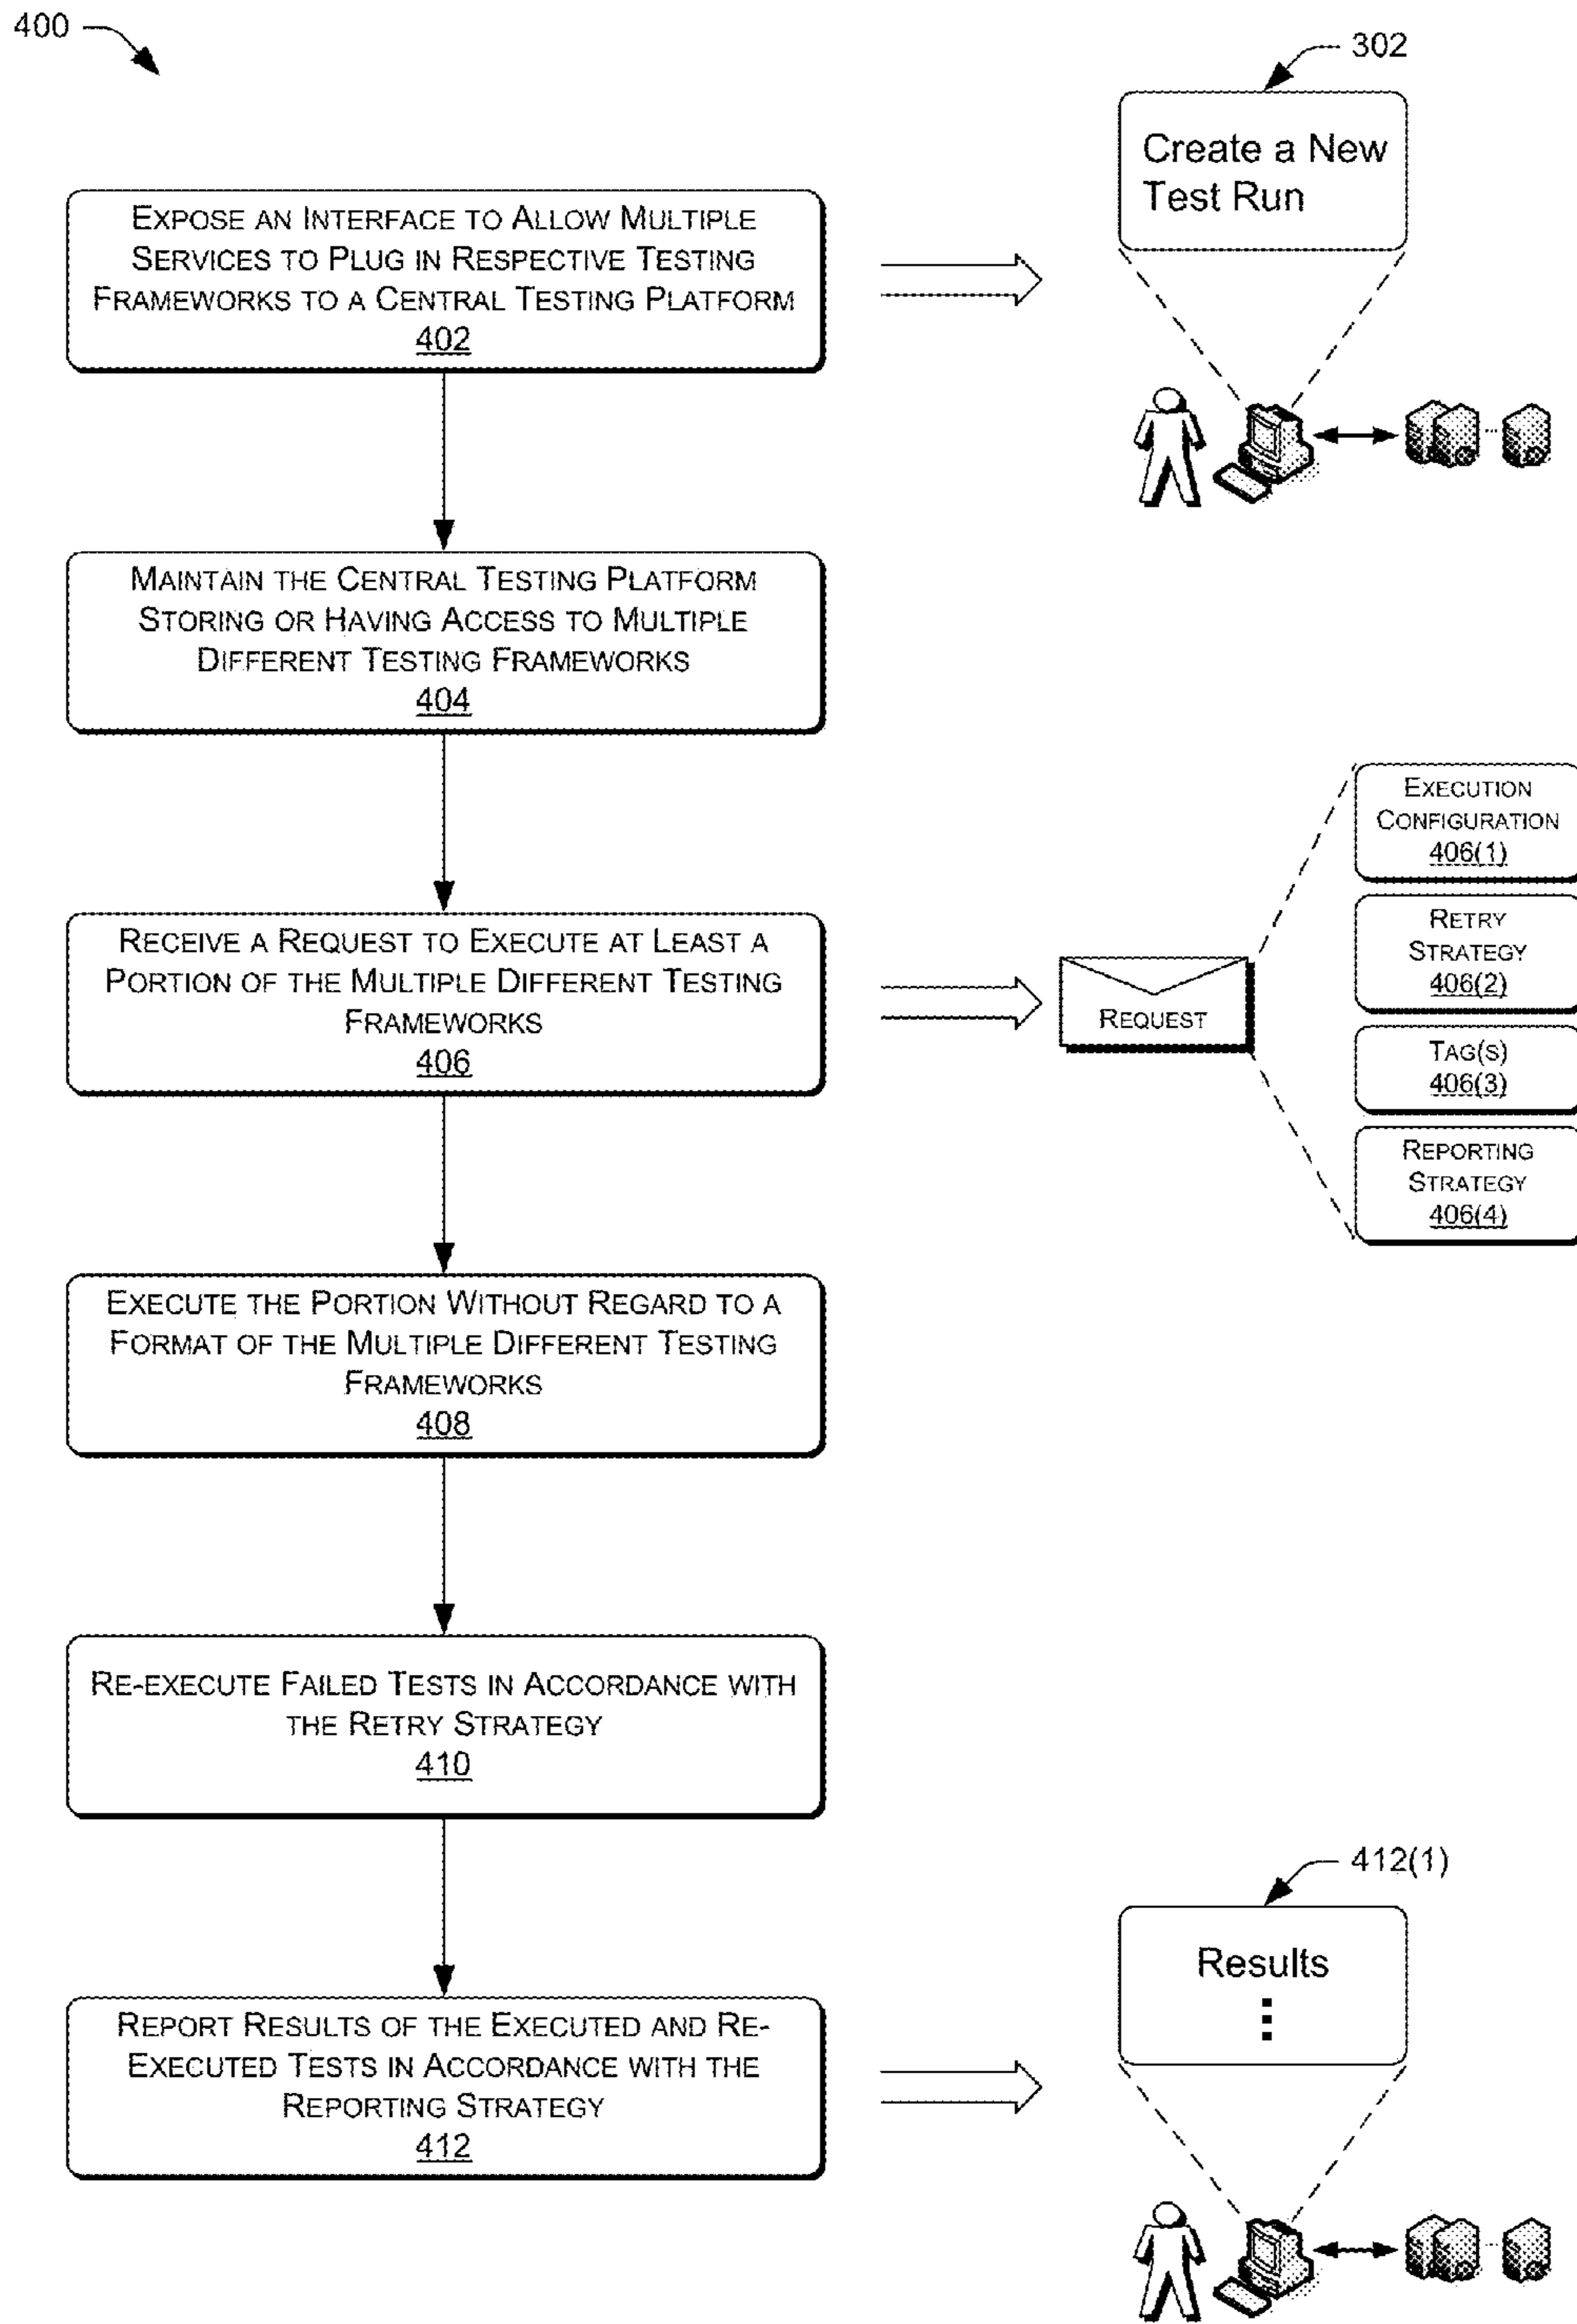 400
302
Create a New
Test Run
EXPOSE AN INTERFACE TO ALLOW MULTIPLE
SERVICES TO PLUG IN RESPECTIVE TESTING
FRAMEWORKS TO A CENTRAL TESTING PLATFORM
402
MAINTAIN THE CENTRAL TESTING PLATFORM
STORING OR HAVING ACCESS TO MULTIPLE
DIFFERENT TESTING FRAMEWORKS
404
RECEIVE A REQUEST TO EXECUTE AT LEAST A
PORTION OF THE MULTIPLE DIFFERENT TESTING
FRAMEWORKS
406
REQUEST
EXECUTION
CONFIGURATION
406(1)
RETRY
STRATEGY
406(2)
TAG(S)
406(3)
REPORTING
STRATEGY
406(4)
EXECUTE THE PORTION WITHOUT REGARD TO A
FORMAT OF THE MULTIPLE DIFFERENT TESTING
FRAMEWORKS
408
RE-EXECUTE FAILED TESTS IN ACCORDANCE WITH
THE RETRY STRATEGY
410
412(1)
Results
REPORT RESULTS OF THE EXECUTED AND RE-
EXECUTED TESTS IN ACCORDANCE WITH THE
REPORTING STRATEGY
412